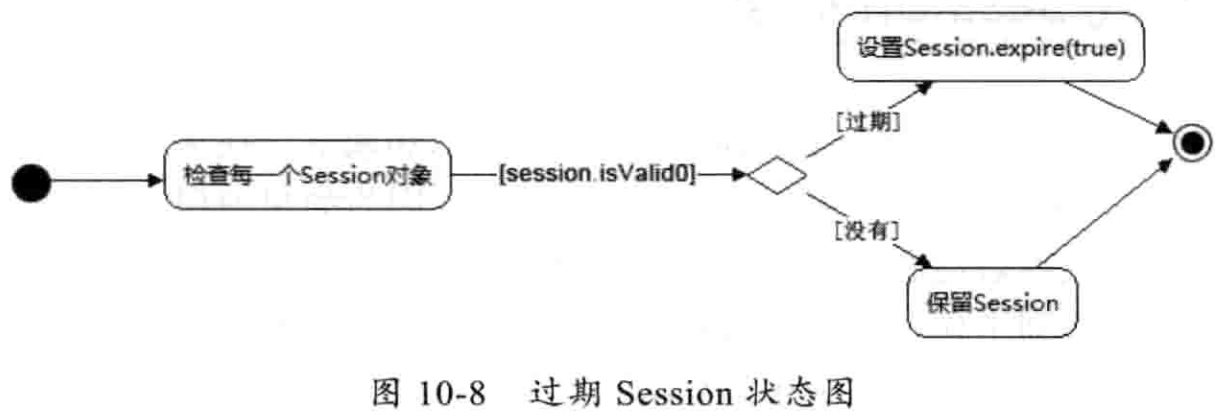 设置Session.expire(true)
[过期]
检查每一个Session对象
[session.isValid0]
[没有]
保留Session
图 10-8 过期 Session 状态图